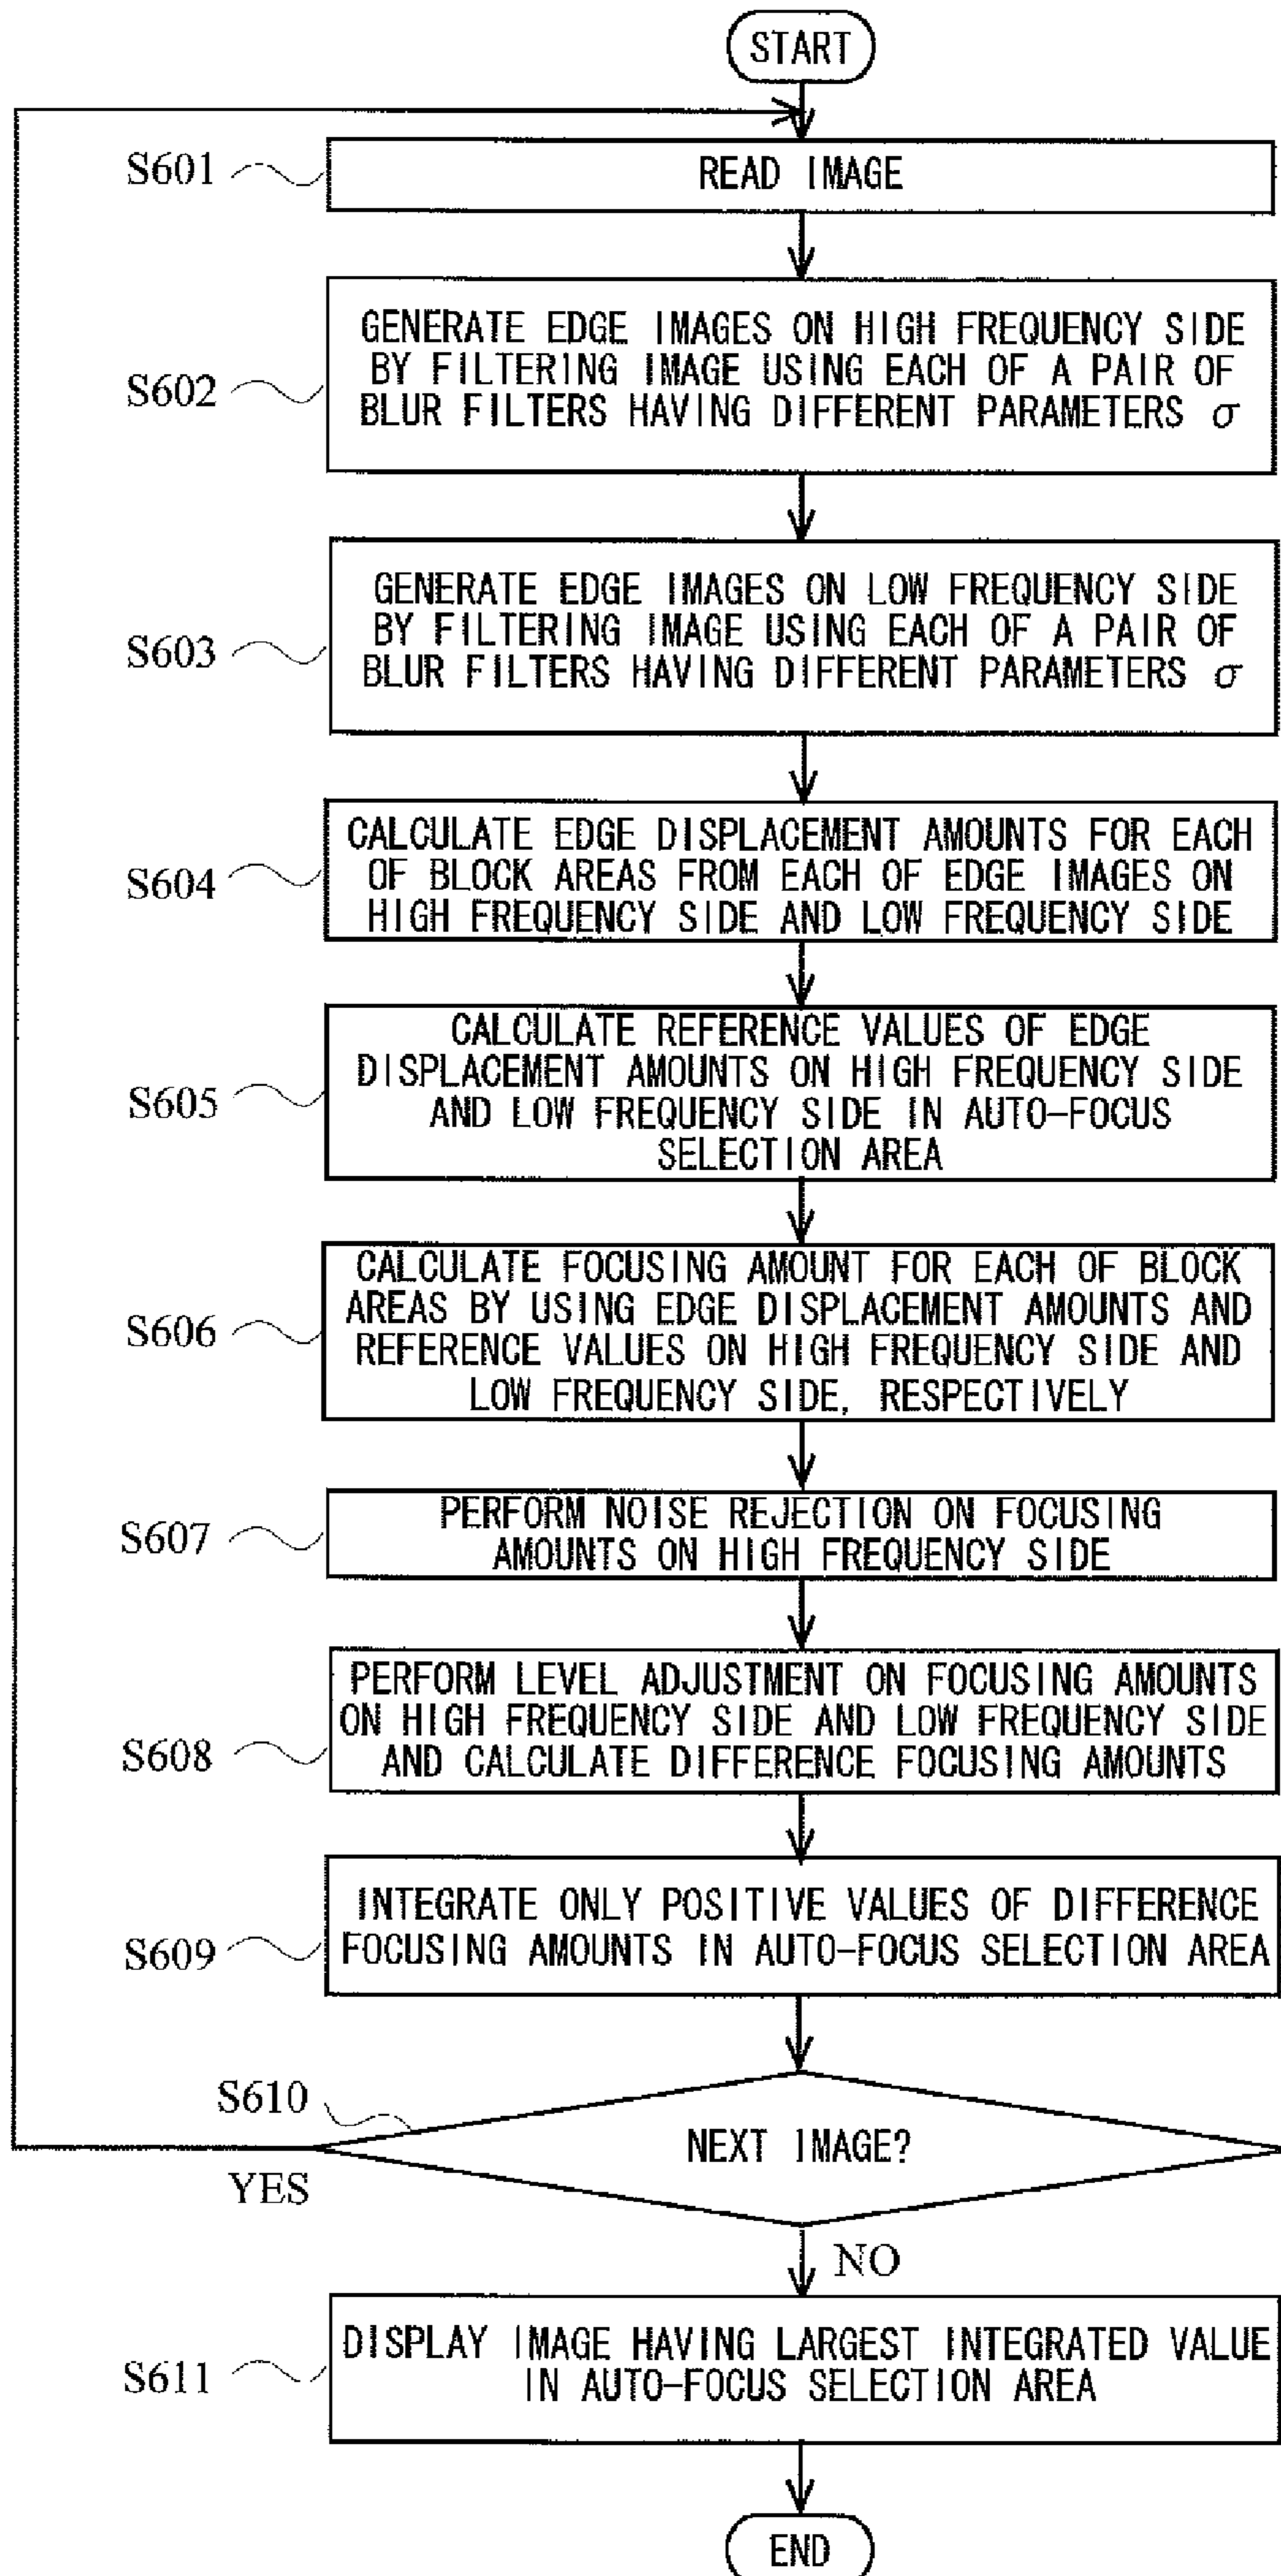 START
S601
READ IMAGE
S602
GENERATE EDGE IMAGES ON HIGH FREQUENCY SIDE
BY FILTERING IMAGE USING EACH OF A PAIR OF
BLUR FILTERS HAVING DIFFERENT PARAMETERS σ
S603
GENERATE EDGE IMAGES ON LOW FREQUENCY SIDE
BY FILTERING IMAGE USING EACH OF A PAIR OF
BLUR FILTERS HAVING DIFFERENT PARAMETERS σ
S604
CALCULATE EDGE DISPLACEMENT AMOUNTS FOR EACH
OF BLOCK AREAS FROM EACH OF EDGE IMAGES ON
HIGH FREQUENCY SIDE AND LOW FREQUENCY SIDE
S605
CALCULATE REFERENCE VALUES OF EDGE
DISPLACEMENT AMOUNTS ON HIGH FREQUENCY SIDE
AND LOW FREQUENCY SIDE IN AUTO-FOCUS
SELECTION AREA
S606
CALCULATE FOCUSING AMOUNT FOR EACH OF BLOCK
AREAS BY USING EDGE DISPLACEMENT AMOUNTS AND
REFERENCE VALUES ON HIGH FREQUENCY SIDE AND
LOW FREQUENCY SIDE, RESPECTIVELY
S607
PERFORM NOISE REJECTION ON FOCUSING
AMOUNTS ON HIGH FREQUENCY SIDE
S608
PERFORM LEVEL ADJUSTMENT ON FOCUSING AMOUNTS
ON HIGH FREQUENCY SIDE AND LOW FREQUENCY SIDE
AND CALCULATE DIFFERENCE FOCUSING AMOUNTS
S609
INTEGRATE ONLY POSITIVE VALUES OF DIFFERENCE
FOCUSING AMOUNTS IN AUTO-FOCUS SELECTION AREA
S610
NEXT IMAGE?
YES
NO
S611
DISPLAY IMAGE HAVING LARGEST INTEGRATED VALUE
IN AUTO-FOCUS SELECTION AREA
END